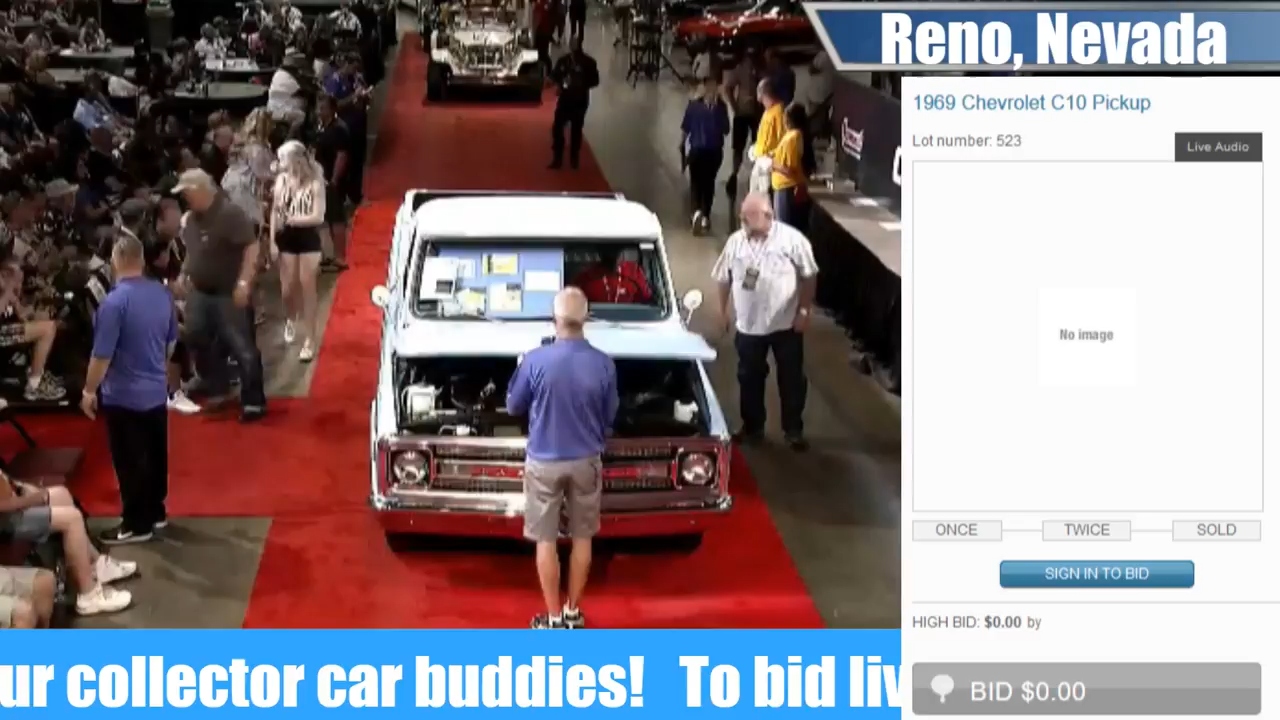 Reno, Nevada
1969 Chevrolet C10 Pickup
Lot number: 523
Live Audio
No image
ONCE
TWICE
SOLD
SIGN IN TO BID
HIGH BID: $0.00 by
BID $0.00
ur collector car buddies! To bid liv